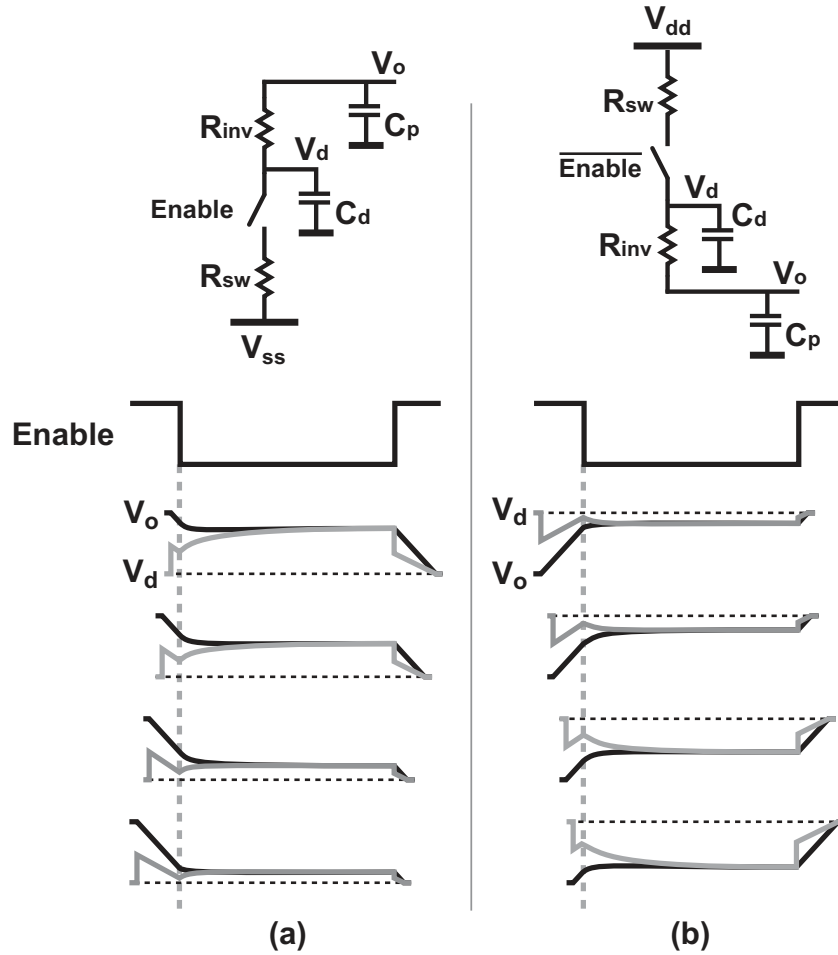 Vo
Rinv
Cp
Vd
Enable
Cd
Rsw
Vss
Vdd
Rsw
Enable
Vd
Cd
Rinv
Vo
Cp
Enable
Vo
Vd
Vd
Vo
(a)
(b)